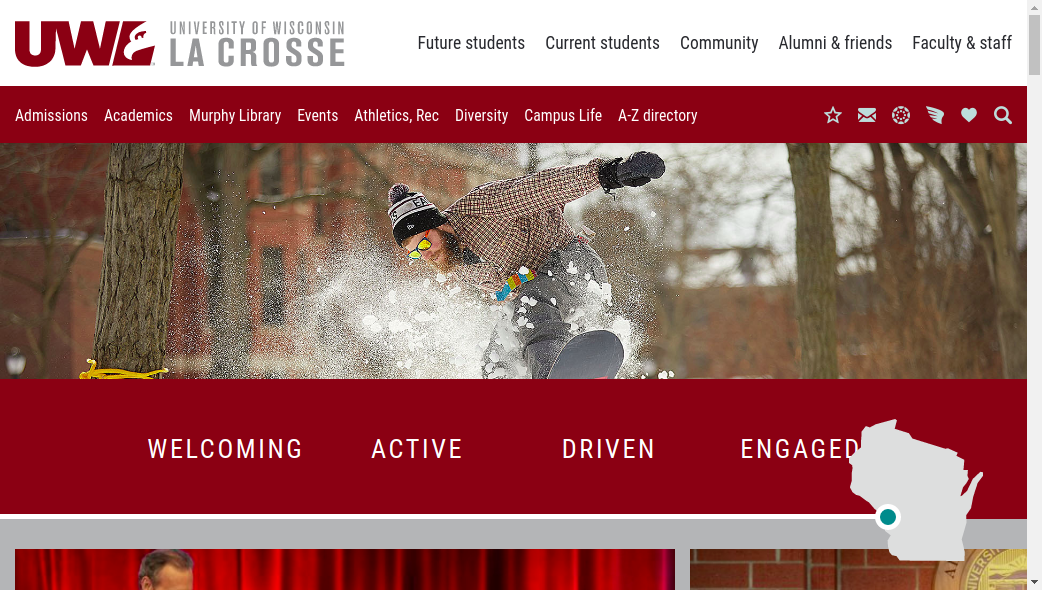 UNIVERSITY OF WISCONSIN
UWL LA CROSSE
Future students Current students Community Alumni & friends Faculty & staff
Admissions Academics Murphy Library Events Athletics, Rec Diversity Campus Life A-Z directory
WELCOMING ACTIVE DRIVEN ENGAGED